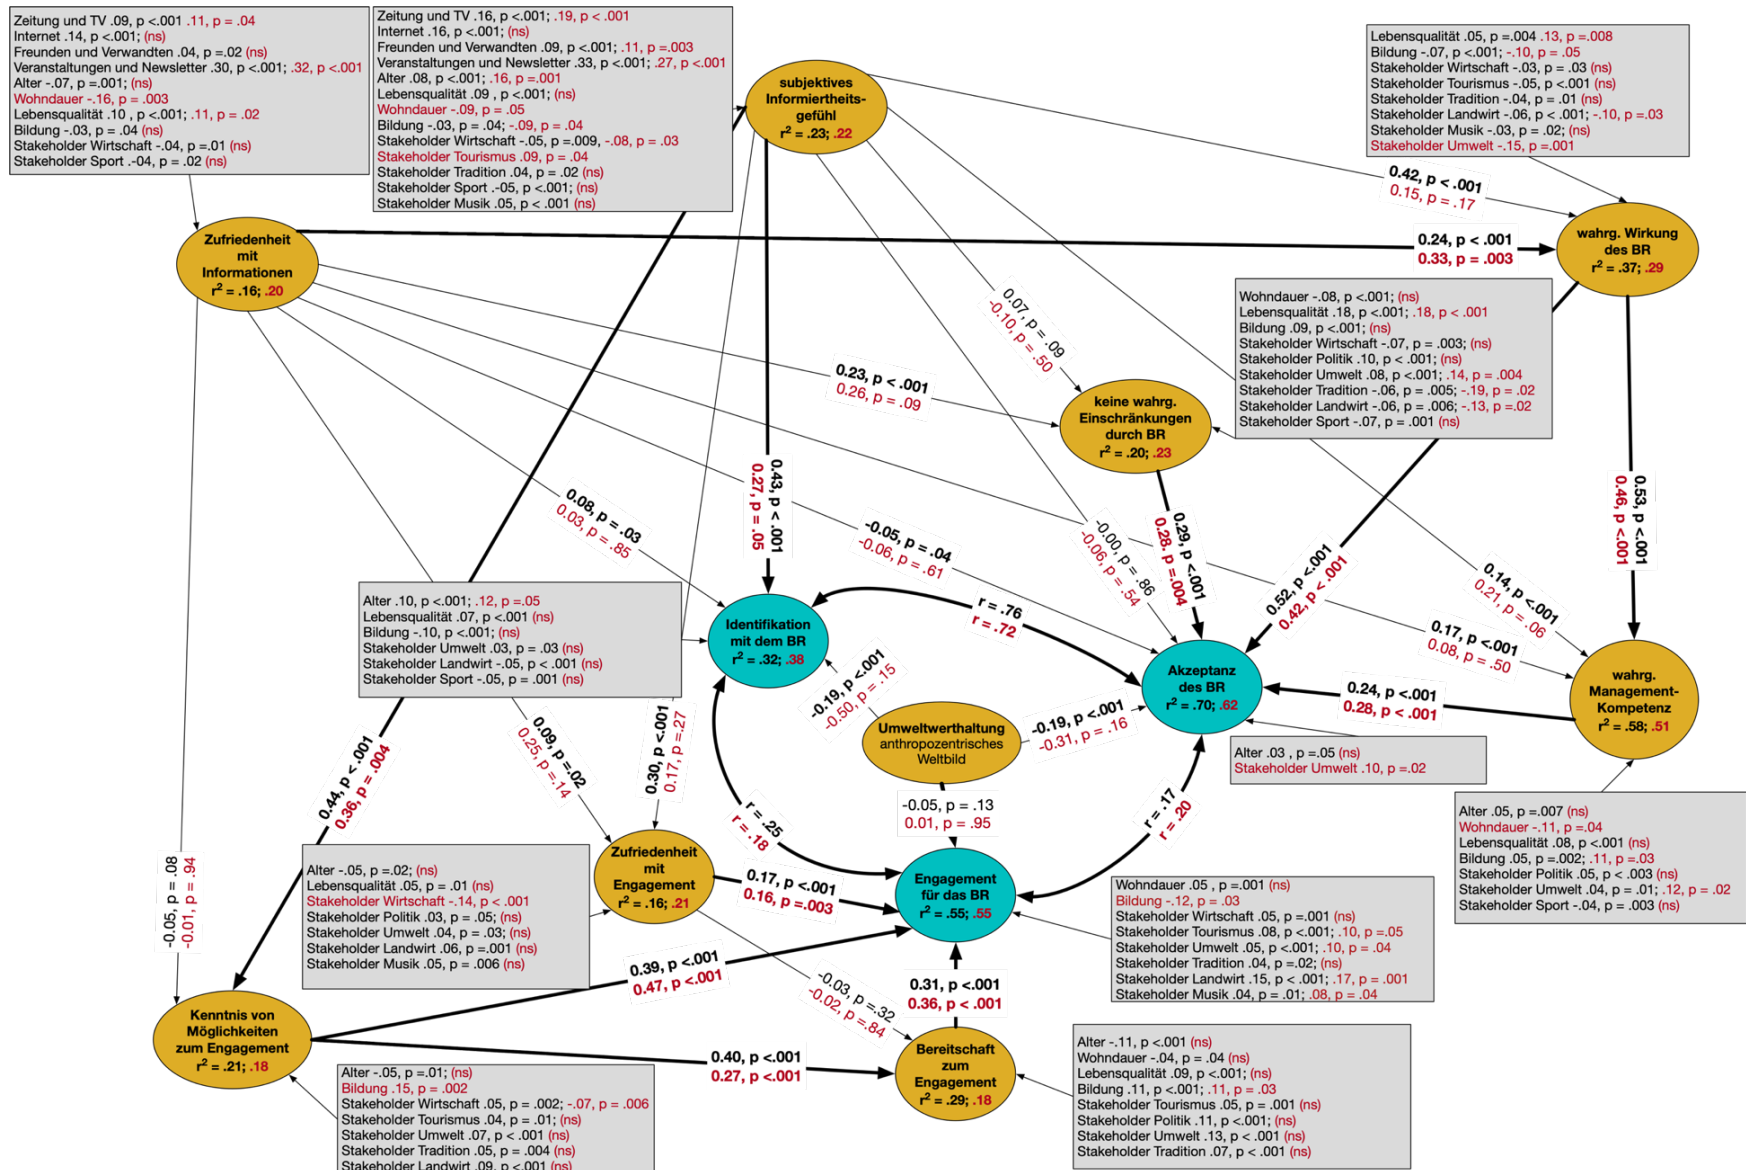 Zeitung und TV .09, p <.001 .11, p = .04
Internet .14, p <.001; (ns)
Freunden und Verwandten .04, p =.02 (ns)
Veranstaltungen und Newsletter .30, p <.001; .32, p <.001
Alter -.07, p =.001; (ns)
Wohndauer -.16, p = .003
Lebensqualität .10 , p <.001; .11, p = .02
Bildung -.03, p = .04 (ns)
Stakeholder Wirtschaft -.04, p =.01 (ns)
Stakeholder Sport -.04, p = .02 (ns)
Zeitung und TV .16, p <.001; .19, p < .001
Internet .16, p <.001; (ns)
Freunden und Verwandten .09, p <.001; .11, p =.003
Veranstaltungen und Newsletter .33, p <.001; .27, p <.001
Alter .08, p <.001; .16, p =.001
Lebensqualität .09 , p <.001; (ns)
Wohndauer -.09, p = .05
Bildung -.03, p = .04; -.09, p = .04
Stakeholder Wirtschaft -.05, p =.009, -.08, p = .03
Stakeholder Tourismus .09, p = .04
Stakeholder Tradition .04, p = .02 (ns)
Stakeholder Sport -05, p <.001; (ns)
Stakeholder Musik .05, p < .001 (ns)
subjektives
Informiertheits-
gefühl
r² = .23; .22
Lebensqualität .05, p =.004 .13, p =.008
Bildung -.07, p <.001; -.10, p = .05
Stakeholder Wirtschaft -.03, p = .03 (ns)
Stakeholder Tourismus -.05, p <.001 (ns)
Stakeholder Tradition -.04, p = .01 (ns)
Stakeholder Landwirt -.06, p <.001; -.10, p =.03
Stakeholder Musik -.03, p = .02; (ns)
Stakeholder Umwelt -.15, p =.001
0.42, p < .001
0.15, p = .17
Zufriedenheit
mit
Informationen
r² = .16; .20
0.24, p < .001
0.33, p = .003
wahrg. Wirkung
des BR
r² = .37; .29
Wohndauer -.08, p <.001; (ns)
Lebensqualität .18, p <.001; .18, p < .001
Bildung .09, p <.001; (ns)
Stakeholder Wirtschaft -.07, p =.003; (ns)
Stakeholder Politik .10, p < .001; (ns)
Stakeholder Umwelt .08, p <.001; .14, p =.004
Stakeholder Tradition -.06, p = .005; -.19, p = .02
Stakeholder Landwirt -.06, p = .006; -.13, p =.02
Stakeholder Sport -.07, p = .001 (ns)
0.07, p = .09
-0.10, p = .50
0.23, p < .001
0.26, p = .09
keine wahrg.
Einschränkungen
durch BR
r² = .20; .23
0.43, p < .001
0.27, p = .05
0.08, p = .03
0.03, p = .85
-0.05, p = .04
-0.06, p = .61
-0.00, p = .86
-0.06, p = .54
0.29, p <.001
0.28, p =.004
0.52, p <.001
0.42, p < .001
0.53, p <.001
0.46, p <.001
0.14, p <.001
0.21, p = .06
0.17, p <.001
0.08, p = .50
Alter .10, p <.001; .12, p =.05
Lebensqualität .07, p <.001 (ns)
Bildung -.10, p <.001; (ns)
Stakeholder Umwelt .03, p = .03 (ns)
Stakeholder Landwirt -.05, p < .001 (ns)
Stakeholder Sport -.05, p = .001 (ns)
Identifikation
mit dem BR
r² = .32; .38
r = .76
r = .72
Akzeptanz
des BR
r² = .70; .62
wahrg.
Management-
Kompetenz
r² = .58; .51
0.24, p <.001
0.28, p < .001
-0.19, p <.001
-0.50, p = .15
Umweltwerthaltung
anthropozentrisches
Weltbild
-0.19, p <.001
-0.31, p = .16
Alter .03 , p =.05 (ns)
Stakeholder Umwelt .10, p =.02
0.44, p < .001
0.36, p = .004
0.09, p =.02
0.25, p =.14
0.30, p <.001
0.17, p =.27
-0.05, p = .13
0.01, p = .95
r = .25
r = .18
r = .17
r = .20
Alter .05, p =.007 (ns)
Wohndauer -.11, p =.04
Lebensqualität .08, p <.001 (ns)
Bildung .05, p =.002; .11, p =.03
Stakeholder Politik .05, p < .003 (ns)
Stakeholder Umwelt .04, p = .01; .12, p = .02
Stakeholder Sport -.04, p = .003 (ns)
-0.05, p = .08
-0.01, p = .94
Alter -.05, p =.02; (ns)
Lebensqualität .05, p = .01 (ns)
Stakeholder Wirtschaft -.14, p < .001
Stakeholder Politik .03, p = .05; (ns)
Stakeholder Umwelt .04, p = .03; (ns)
Stakeholder Landwirt .06, p =.001 (ns)
Stakeholder Musik .05, p = .006 (ns)
Zufriedenheit
mit
Engagement
r² = .16; .21
0.17, p <.001
0.16, p =.003
Engagement
für das BR
r² = .55; .55
Wohndauer .05 , p =.001 (ns)
Bildung -.12, p = .03
Stakeholder Wirtschaft .05, p =.001 (ns)
Stakeholder Tourismus .08, p <.001; .10, p =.05
Stakeholder Umwelt .05, p <.001; .10, p = .04
Stakeholder Tradition .04, p =.02; (ns)
Stakeholder Landwirt .15, p <.001; .17, p = .001
Stakeholder Musik .04, p = .01; .08, p = .04
0.39, p <.001
0.47, p <.001
-0.03, p =.32
-0.02, p =.84
0.31, p <.001
0.36, p <.001
Kenntnis von
Möglichkeiten
zum Engagement
r² = .21; .18
0.40, p <.001
0.27, p <.001
Bereitschaft
zum
Engagement
r² = .29; .18
Alter -.11, p <.001 (ns)
Wohndauer -.04, p =.04 (ns)
Lebensqualität .09, p <.001; (ns)
Bildung .11, p <.001; .11, p = .03
Stakeholder Tourismus .05, p = .001 (ns)
Stakeholder Politik .11, p <.001; (ns)
Stakeholder Umwelt .13, p < .001 (ns)
Stakeholder Tradition .07, p < .001 (ns)
Alter -.05, p =.01; (ns)
Bildung .15, p = .002
Stakeholder Wirtschaft .05, p = .002; -.07, p = .006
Stakeholder Tourismus .04, p = .01; (ns)
Stakeholder Umwelt .07, p < .001 (ns)
Stakeholder Tradition .05, p = .004 (ns)
Stakeholder Landwirt .09, p <.001 (ns)